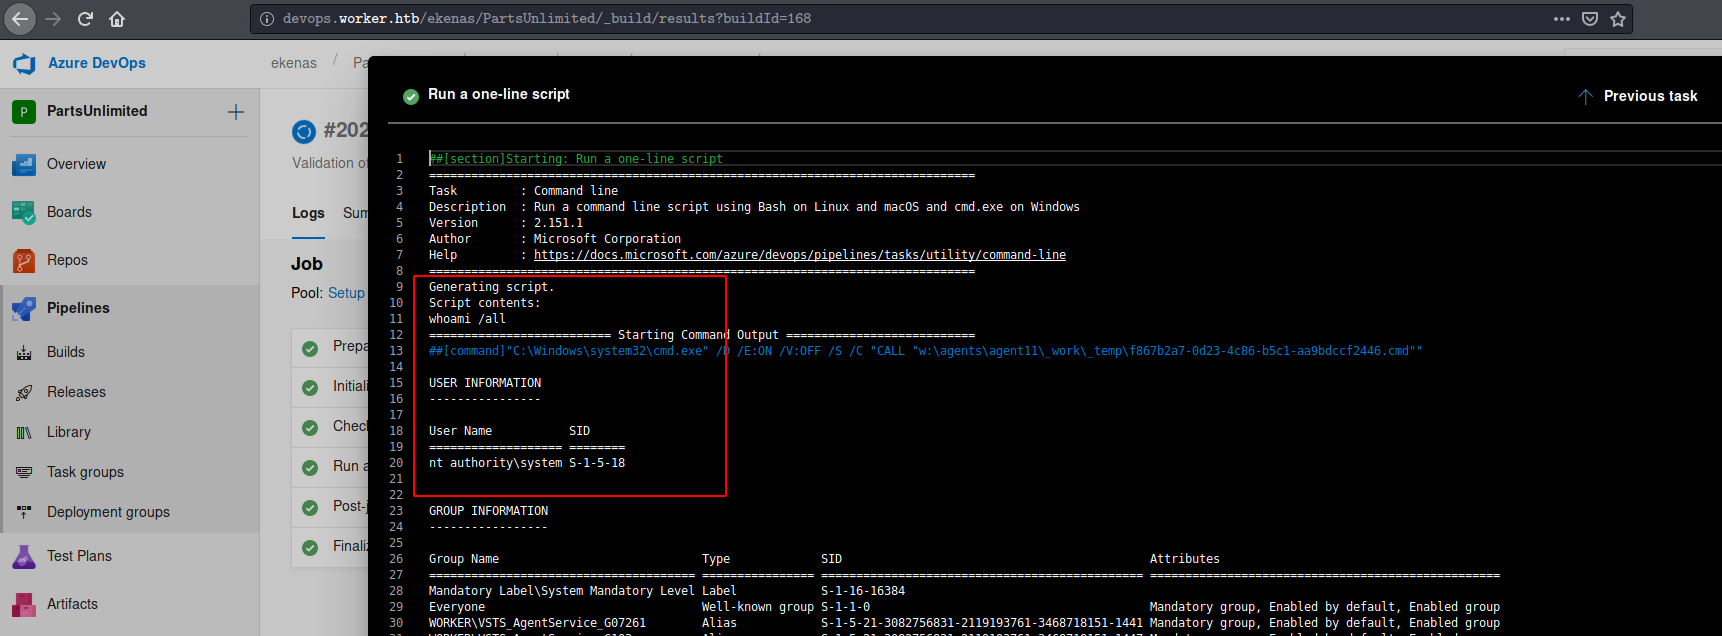 devops.worker.htb/ekenas/PartsUnlimited/_build/results?buildId=168
Azure DevOps
ekenas / Pa
P PartsUnlimited
Overview
Boards
Repos
Pipelines
Builds
Releases
Library
Task groups
Deployment groups
Test Plans
Artifacts
#202
Validation of
Logs Sum
Job
Pool: Setup
Prepa
Initiali
Check
Run a
Post-j
Finaliz
Run a one-line script
Previous task
1 ##[section]Starting: Run a one-line script
2 ==============================================================================
3 Task : Command line
4 Description : Run a command line script using Bash on Linux and macOS and cmd.exe on Windows
5 Version : 2.151.1
6 Author : Microsoft Corporation
7 Help : https://docs.microsoft.com/azure/devops/pipelines/tasks/utility/command-line
8 ==============================================================================
9 Generating script.
10 Script contents:
11 whoami /all
12 ========================== Starting Command Output ===========================
13 ##[command]"C:\Windows\system32\cmd.exe" /D /E:ON /V:OFF /S /C "CALL "w:\agents\agent11\_work\_temp\f867b2a7-0d23-4c86-b5c1-aa9bdccf2446.cmd""
14
15 USER INFORMATION
16 ----------------
17
18 User Name SID
19 =================== ========
20 nt authority\system S-1-5-18
21
22
23 GROUP INFORMATION
24 -----------------
25
26 Group Name Type SID Attributes
27 ====================================== ================ ============================================== ==================================================
28 Mandatory Label\System Mandatory Level Label S-1-16-16384
29 Everyone Well-known group S-1-1-0 Mandatory group, Enabled by default, Enabled group
30 WORKER\VSTS_AgentService_G07261 Alias S-1-5-21-3082756831-2119193761-3468718151-1441 Mandatory group, Enabled by default, Enabled group